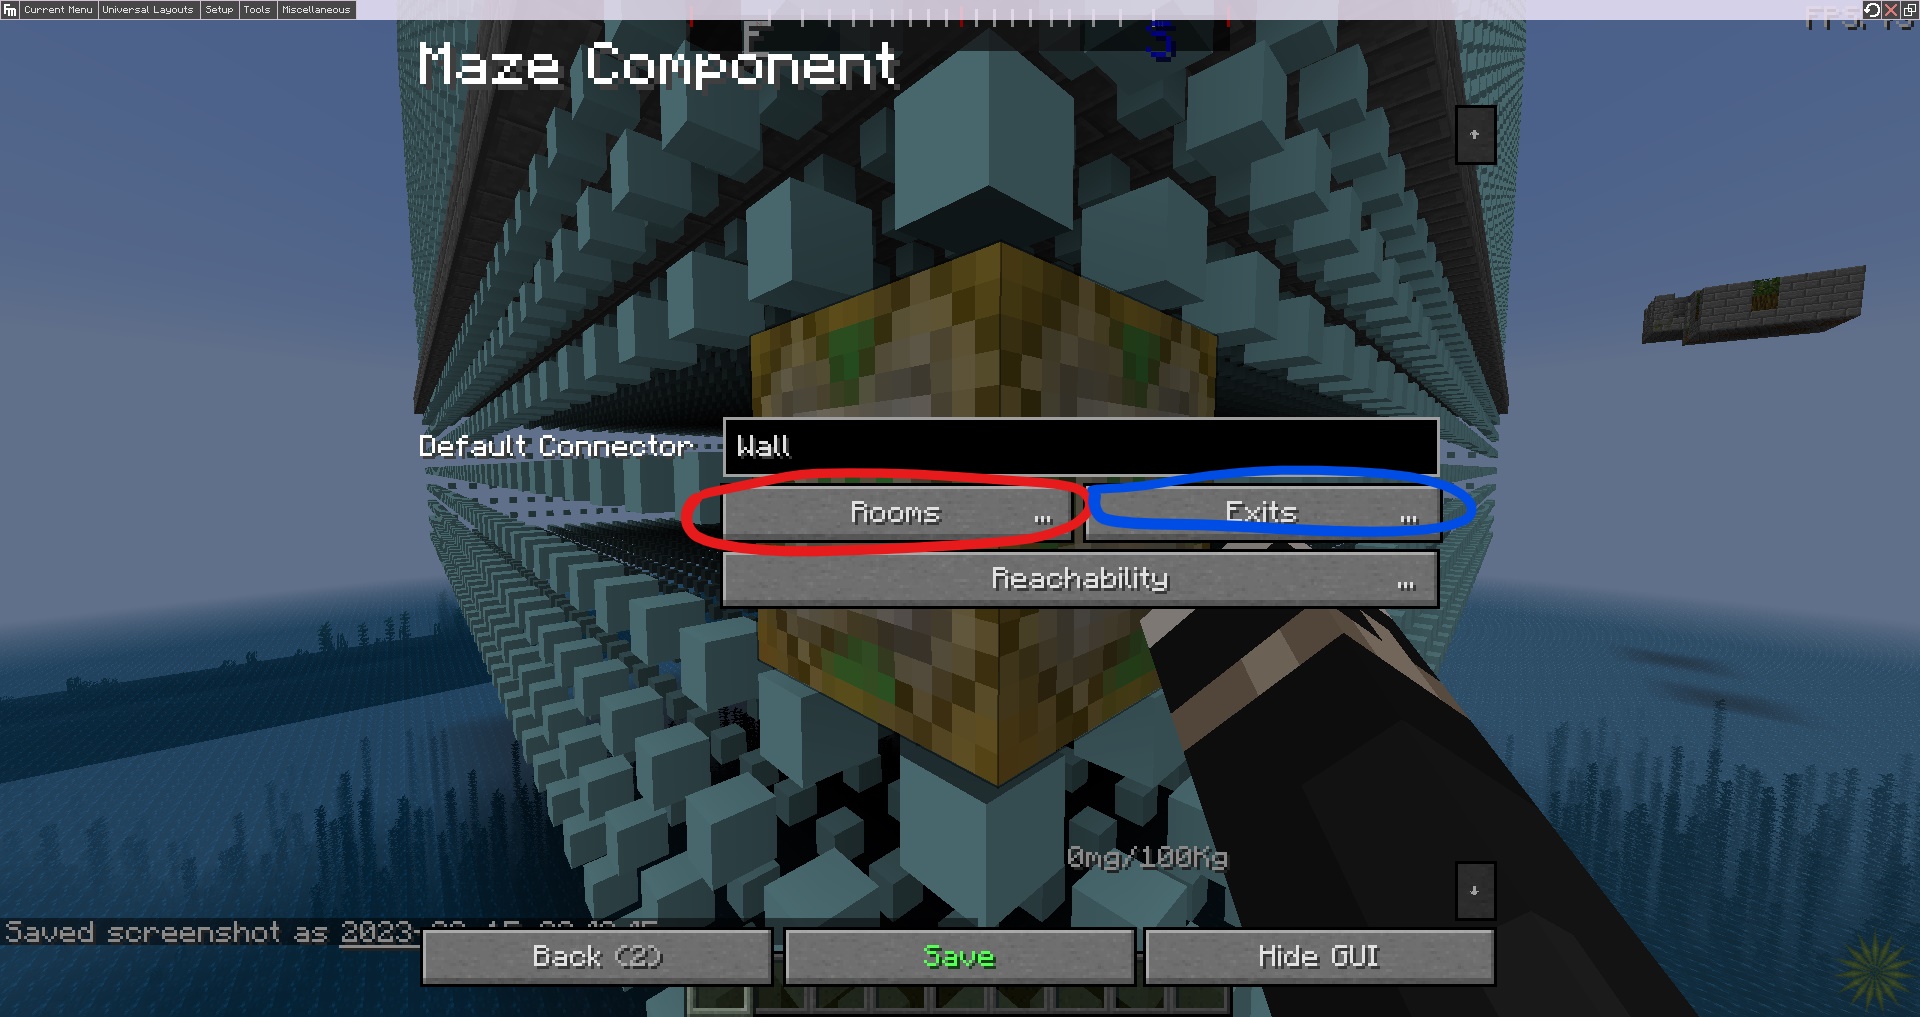 Current Menu Universal Layouts Setup Tools Miscellaneous
E S
Maze Component
Default Connector Wall
Rooms ... Exits ...
Reachability ...
0mg/100Kg
Saved screenshot as 2023-
Back (2) Save Hide GUI